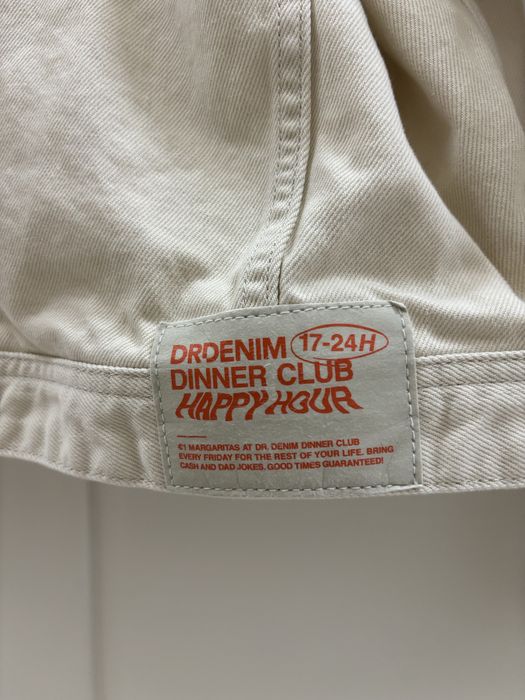 DRDENIM 17-24H
DINNER CLUB
HAPPY HOUR
€1 MARGARITAS AT DR. DENIM DINNER CLUB
EVERY FRIDAY FOR THE REST OF YOUR LIFE. BRING
CASH AND DAD JOKES. GOOD TIMES GUARANTEED!